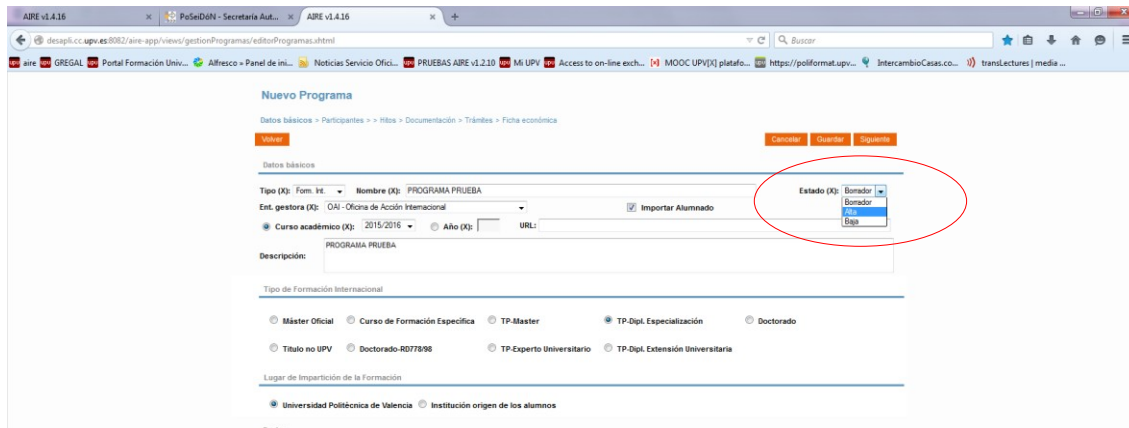 AIRE v1.4.16 × PoSeiDóN - Secretaría Aut... × AIRE v1.4.16 × +
desapli.cc.upv.es:8082/aire-app/views/gestionProgramas/editorProgramas.xhtml Buscar
aire GREGAL Portal Formación Univ... Alfresco » Panel de ini... Noticias Servicio Ofici... PRUEBAS AIRE v1.2.10 Mi UPV Access to on-line exch... MOOC UPV[X] platafo... https://poliformat.upv... IntercambioCasas.co... transLectures | media ...
Nuevo Programa
Datos básicos > Participantes > > Hitos > Documentación > Trámites > Ficha económica
Volver Cancelar Guardar Siguiente
Datos básicos
Tipo (X): Form. Int. Nombre (X): PROGRAMA PRUEBA Estado (X): Borrador
Borrador
Alta
Baja
Ent. gestora (X): OAI - Oficina de Acción Internacional Importar Alumnado
Curso académico (X): 2015/2016 Año (X): URL:
PROGRAMA PRUEBA
Descripción:
Tipo de Formación Internacional
Máster Oficial Curso de Formación Específica TP-Master TP-Dipl. Especialización Doctorado
Titulo no UPV Doctorado-RD778/98 TP-Experto Universitario TP-Dipl. Extensión Universitaria
Lugar de Impartición de la Formación
Universidad Politécnica de Valencia Institución origen de los alumnos